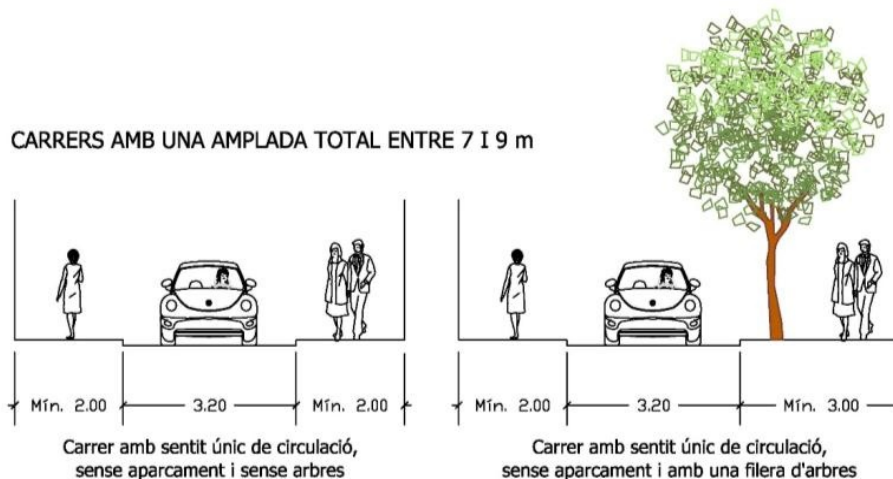 CARRERS AMB UNA AMPLADA TOTAL ENTRE 7 I 9 m
Mín. 2.00
3.20
Mín. 2.00
Carrer amb sentit únic de circulació,
sense aparcament i sense arbres
Mín. 2.00
3.20
Mín. 3.00
Carrer amb sentit únic de circulació,
sense aparcament i amb una filera d'arbres